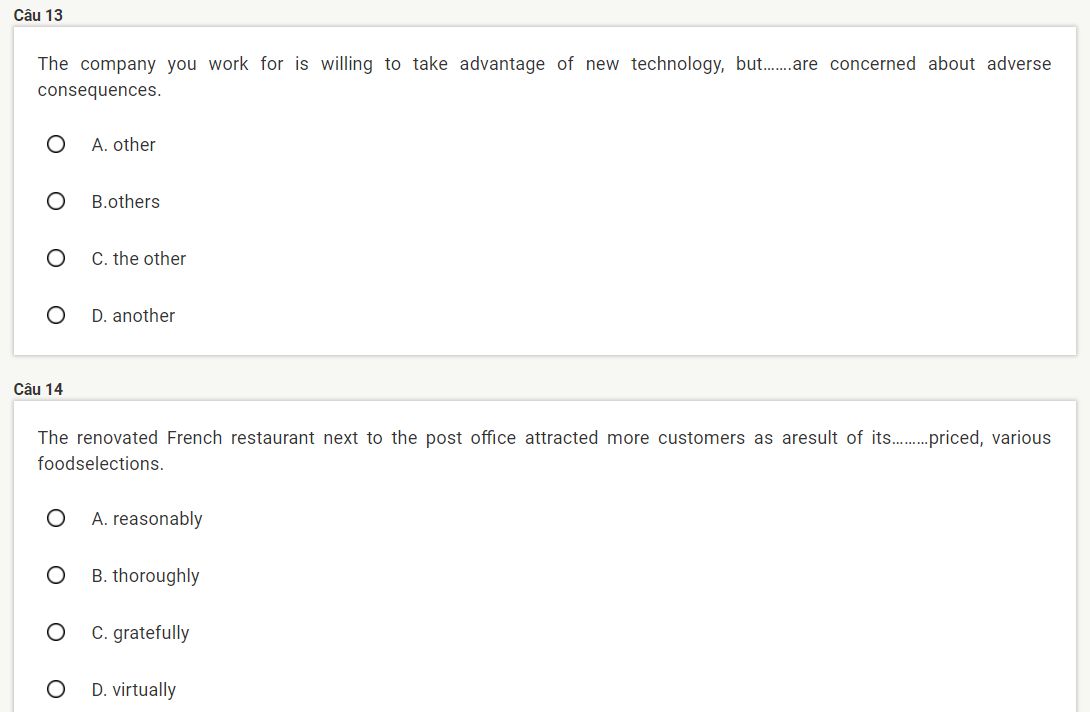 Câu 13
The company you work for is willing to take advantage of new technology, but.......are concerned about adverse
consequences.
A. other
B.others
C. the other
D. another
Câu 14
The renovated French restaurant next to the post office attracted more customers as aresult of its.........priced, various
foodselections.
A. reasonably
B. thoroughly
C. gratefully
D. virtually